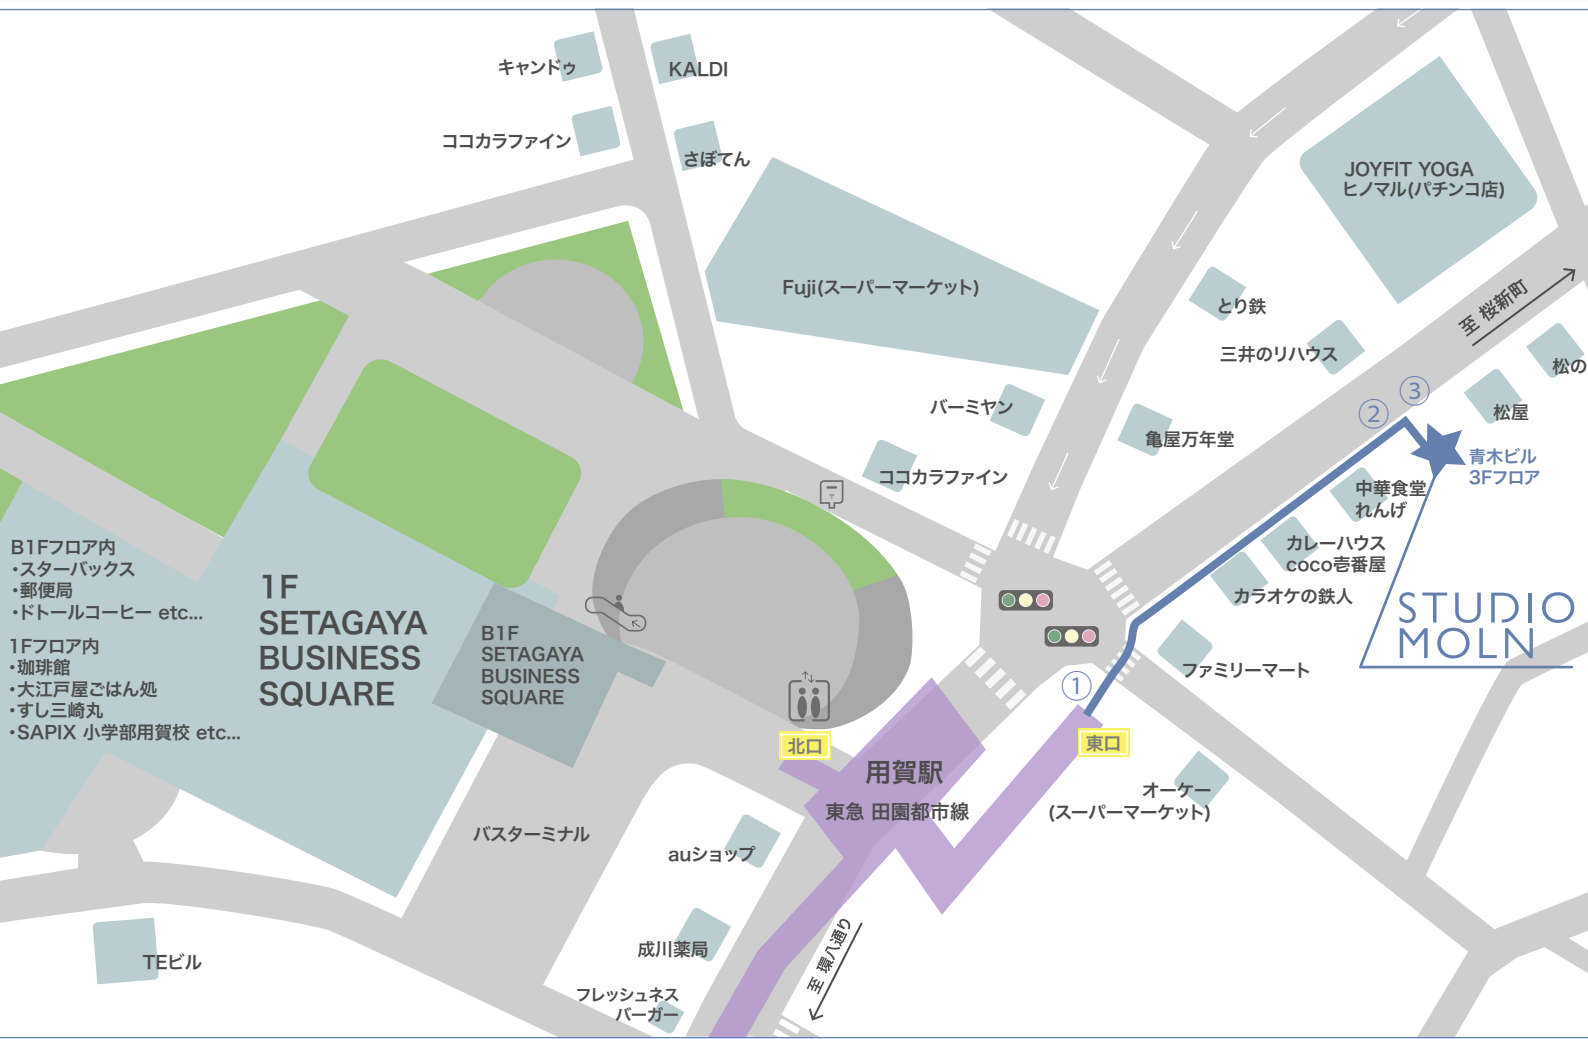 キャンドゥ
KALDI
ココカラファイン
さぼてん
JOYFIT YOGA
ヒノマル(パチンコ店)
Fuji(スーパーマーケット)
とり鉄
至 桜新町
三井のリハウス
松の
バーミヤン
③
②
松屋
亀屋万年堂
ココカラファイン
青木ビル
3Fフロア
中華食堂
れんげ
カレーハウス
coco壱番屋
カラオケの鉄人
STUDIO
MOLN
B1Fフロア内
・スターバックス
・郵便局
・ドトールコーヒー etc...
1Fフロア内
・珈琲館
・大江戸屋ごはん処
・すし三崎丸
・SAPIX 小学部用賀校 etc...
1F
SETAGAYA
BUSINESS
SQUARE
B1F
SETAGAYA
BUSINESS
SQUARE
ファミリーマート
①
北口
東口
用賀駅
東急 田園都市線
オーケー
(スーパーマーケット)
バスターミナル
auショップ
成川薬局
至 環八通り
TEビル
フレッシュネス
バーガー